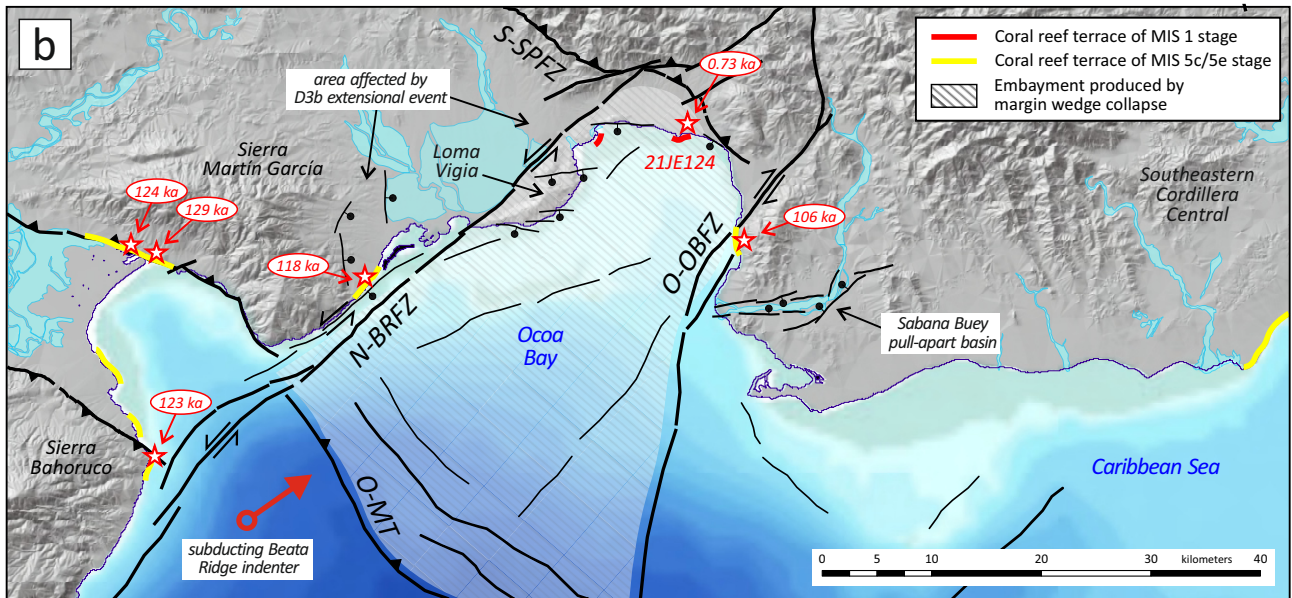 b
S-SPFZ
0.73 ka
Coral reef terrace of MIS 1 stage
Coral reef terrace of MIS 5c/5e stage
Embayment produced by
margin wedge collapse
area affected by
D3b extensional event
Sierra
Martín García
Loma
Vigia
21JE124
Southeastern
Cordillera
Central
124 ka
129 ka
118 ka
106 ka
O-OBFZ
N-BRFZ
Ocoa
Bay
Sabana Buey
pull-apart basin
123 ka
Sierra
Bahoruco
O-MT
Caribbean Sea
subducting Beata
Ridge indenter
0 5 10 20 30 kilometers 40